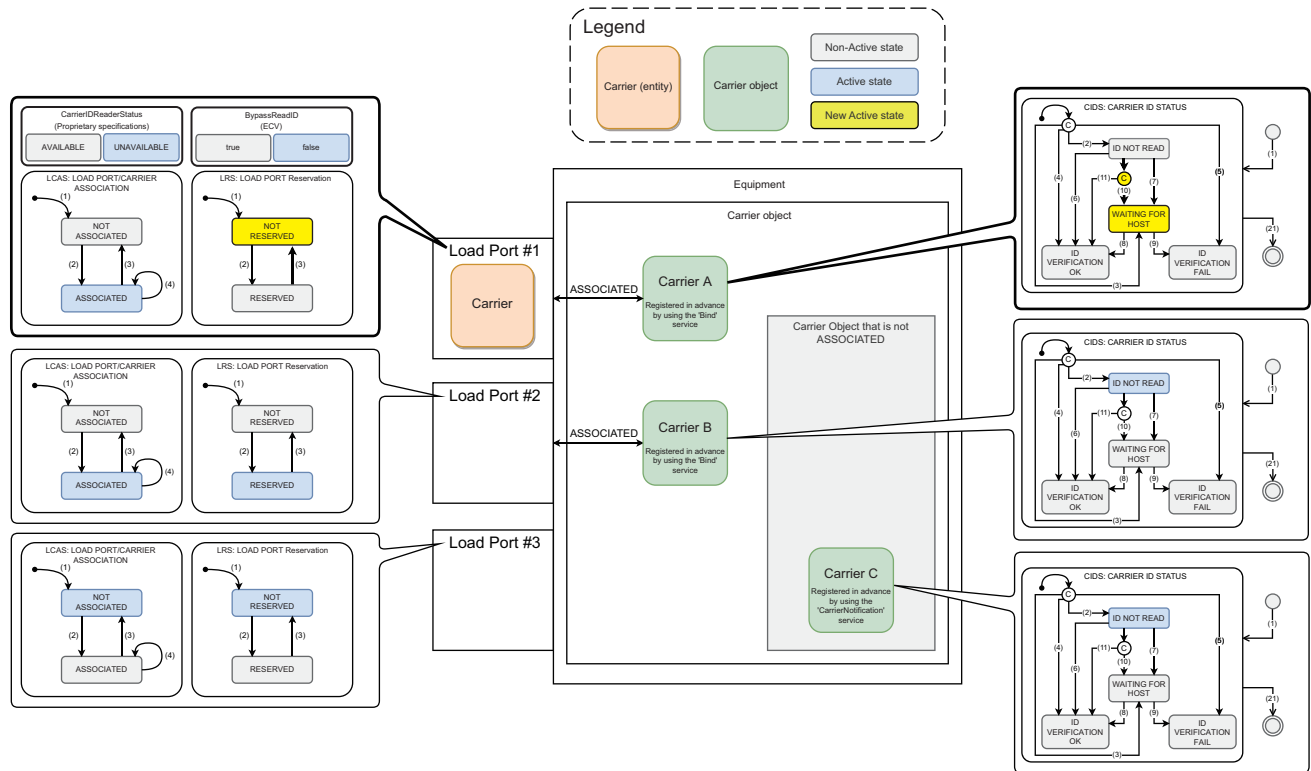 Legend
Carrier (entity)
Carrier object
Non-Active state
Active state
New Active state
CarrierIDReaderStatus
(Proprietary specifications)
AVAILABLE
UNAVAILABLE
BypassReadID
(ECV)
true
false
LCAS: LOAD PORT/CARRIER
ASSOCIATION
(1)
NOT
ASSOCIATED
(2)
(3)
(4)
ASSOCIATED
LRS: LOAD PORT Reservation
(1)
NOT
RESERVED
(2)
(3)
RESERVED
LCAS: LOAD PORT/CARRIER
ASSOCIATION
(1)
NOT
ASSOCIATED
(2)
(3)
(4)
ASSOCIATED
LRS: LOAD PORT Reservation
(1)
NOT
RESERVED
(2)
(3)
RESERVED
LCAS: LOAD PORT/CARRIER
ASSOCIATION
(1)
NOT
ASSOCIATED
(2)
(3)
(4)
ASSOCIATED
LRS: LOAD PORT Reservation
(1)
NOT
RESERVED
(2)
(3)
RESERVED
Equipment
Carrier object
Load Port #1
Carrier
ASSOCIATED
Carrier A
Registered in advance
by using the 'Bind'
service
Load Port #2
ASSOCIATED
Carrier B
Registered in advance
by using the 'Bind'
service
Load Port #3
Carrier Object that is not
ASSOCIATED
Carrier C
Registered in advance
by using the
'CarrierNotification'
service
CIDS: CARRIER ID STATUS
C
(2)
ID NOT READ
(1)
(4)
(11)
C
(7)
(5)
(6)
(10)
WAITING FOR
HOST
(8)
(9)
(21)
ID
VERIFICATION
OK
ID
VERIFICATION
FAIL
(3)
CIDS: CARRIER ID STATUS
C
(2)
ID NOT READ
(1)
(4)
(11)
C
(7)
(5)
(6)
(10)
WAITING FOR
HOST
(8)
(9)
(21)
ID
VERIFICATION
OK
ID
VERIFICATION
FAIL
(3)
CIDS: CARRIER ID STATUS
C
(2)
ID NOT READ
(1)
(4)
(11)
C
(7)
(5)
(6)
(10)
WAITING FOR
HOST
(8)
(9)
(21)
ID
VERIFICATION
OK
ID
VERIFICATION
FAIL
(3)